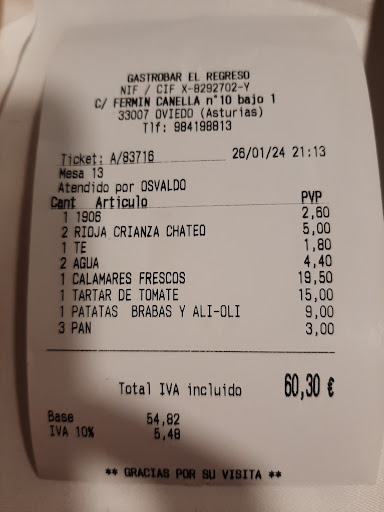 GASTROBAR EL REGRESO
NIF / CIF X-8292702-Y
C/ FERMIN CANELLA nº10 bajo 1
33007 OVIEDO (Asturias)
Tlf: 984198813
Ticket: A/83716 26/01/24 21:13
Mesa 13
Atendido por OSVALDO
Cant Articulo PVP
1 1906 2,60
2 RIOJA CRIANZA CHATEO 5,00
1 TE 1,80
2 AGUA 4,40
1 CALAMARES FRESCOS 19,50
1 TARTAR DE TOMATE 15,00
1 PATATAS BRABAS Y ALI-OLI 9,00
3 PAN 3,00
Total IVA incluido 60,30 €
Base 54,82
IVA 10% 5,48
** GRACIAS POR SU VISITA **